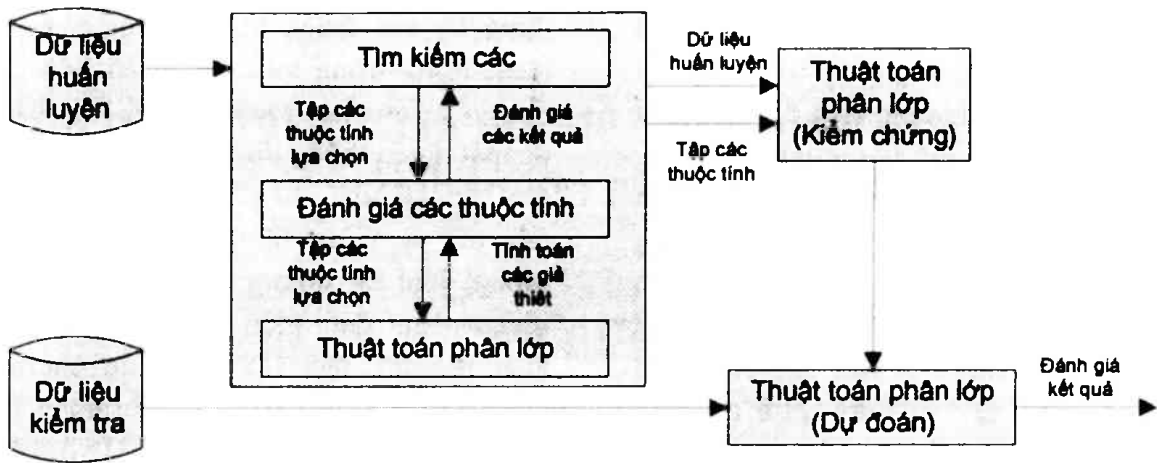 Dữ liệu
huấn
luyện
Tìm kiếm các
Tập các
thuộc tính
lựa chọn
Đánh giá
các kết quả
Đánh giá các thuộc tính
Tập các
thuộc tính
lựa chọn
Tính toán
các giả
thiết
Thuật toán phân lớp
Dữ liệu
huấn luyện
Tập các
thuộc tính
Thuật toán
phân lớp
(Kiểm chứng)
Dữ liệu
kiểm tra
Thuật toán phân lớp
(Dự đoán)
Đánh giá
kết quả